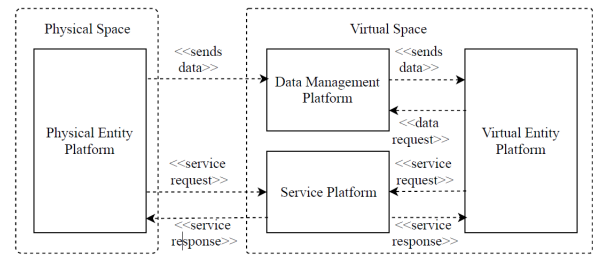 Physical Space
Virtual Space
<<sends
data>>
<<sends
data>>
Data Management
Platform
Physical Entity
Platform
<<data
request>>
Virtual Entity
Platform
<<service
request>>
<<service
request>>
Service Platform
<<service
response>>
<<service
response>>